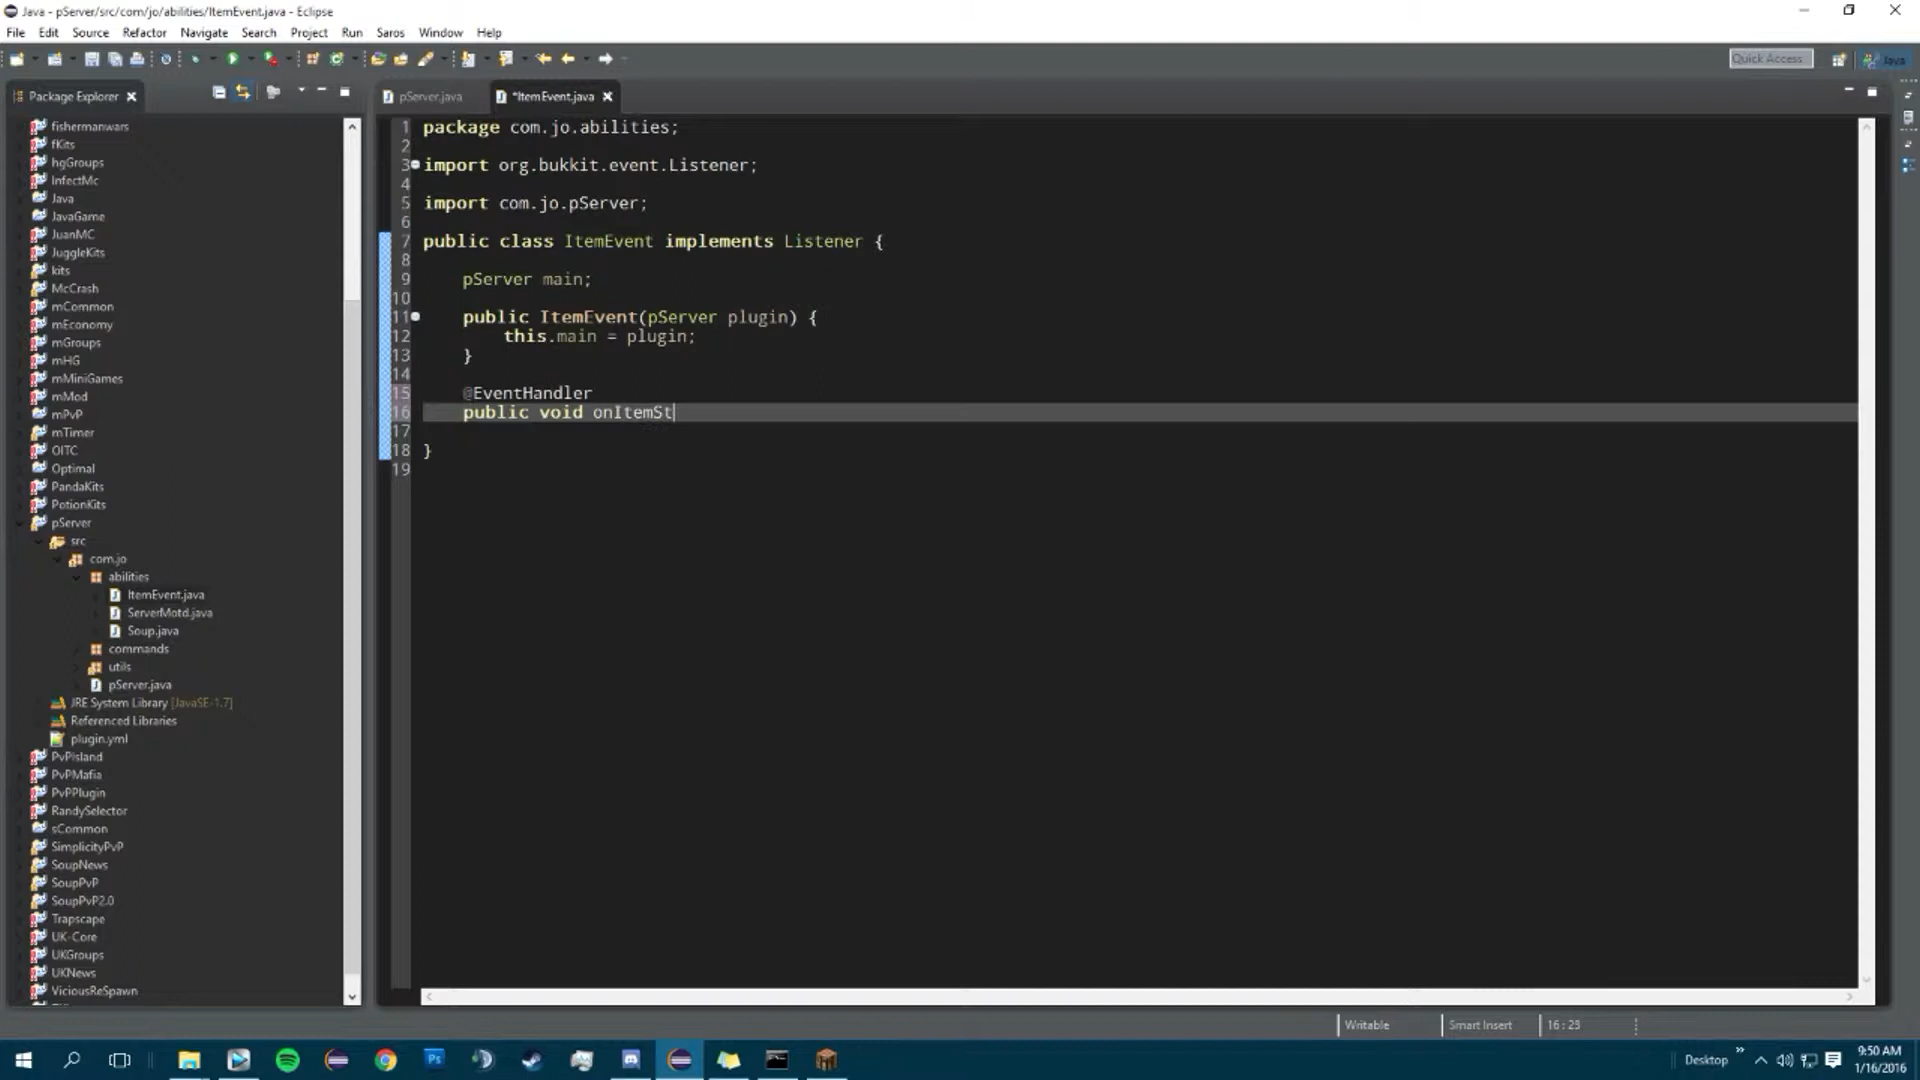 Java - pServer/src/com/jo/abilities/ItemEvent.java - Eclipse
File Edit Source Refactor Navigate Search Project Run Saros Window Help
Quick Access Java
Package Explorer
fishermanwars
fKits
hgGroups
InfectMc
Java
JavaGame
JuanMC
JuggleKits
kits
McCrash
mCommon
mEconomy
mGroups
mHG
mMiniGames
mMod
mPvP
mTimer
OITC
Optimal
PandaKits
PotionKits
pServer
src
com.jo
abilities
ItemEvent.java
ServerMotd.java
Soup.java
commands
utils
pServer.java
JRE System Library [JavaSE-1.7]
Referenced Libraries
plugin.yml
PvPIsland
PvPMafia
PvPPlugin
RandySelector
sCommon
SimplicityPvP
SoupNews
SoupPvP
SoupPvP2.0
Trapscape
UK-Core
UKGroups
UKNews
ViciousReSpawn
pServer.java *ItemEvent.java
1 package com.jo.abilities;
2
3 import org.bukkit.event.Listener;
4
5 import com.jo.pServer;
6
7 public class ItemEvent implements Listener {
8
9 pServer main;
10
11 public ItemEvent(pServer plugin) {
12 this.main = plugin;
13 }
14
15 @EventHandler
16 public void onItemSt
17
18 }
19
Writable Smart Insert 16 : 23
Ps
Desktop
9:50 AM
1/16/2016